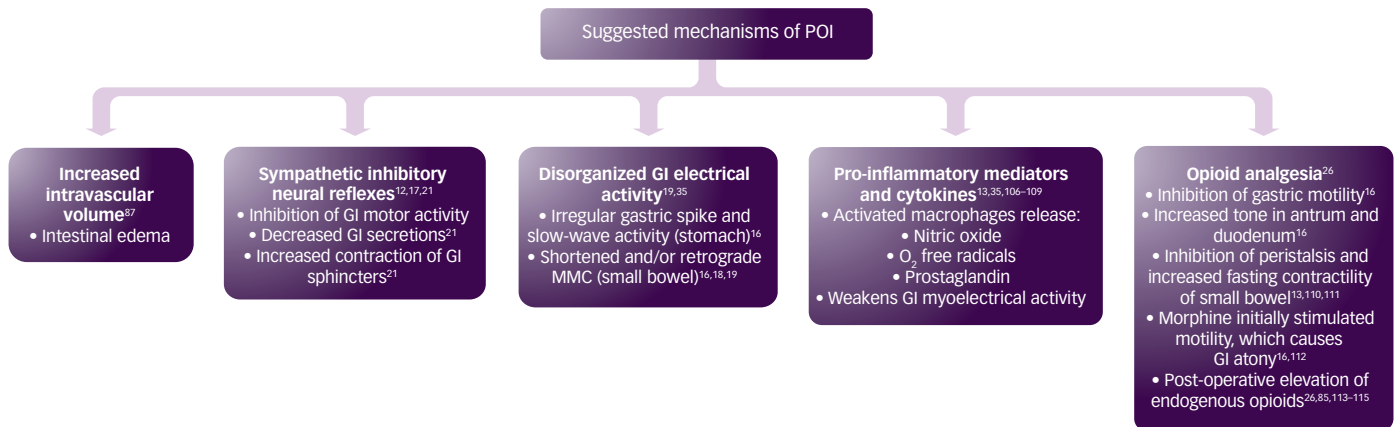 Suggested mechanisms of POI
Increased
intravascular
volume87
• Intestinal edema
Sympathetic inhibitory
neural reflexes12,17,21
• Inhibition of GI motor activity
• Decreased GI secretions21
• Increased contraction of GI
sphincters21
Disorganized GI electrical
activity19,35
• Irregular gastric spike and
slow-wave activity (stomach)16
• Shortened and/or retrograde
MMC (small bowel)16,18,19
Pro-inflammatory mediators
and cytokines13,35,106–109
• Activated macrophages release:
• Nitric oxide
• O2 free radicals
• Prostaglandin
• Weakens GI myoelectrical activity
Opioid analgesia26
• Inhibition of gastric motility16
• Increased tone in antrum and
duodenum16
• Inhibition of peristalsis and
increased fasting contractility
of small bowel13,110,111
• Morphine initially stimulated
motility, which causes
GI atony16,112
• Post-operative elevation of
endogenous opioids26,85,113–115